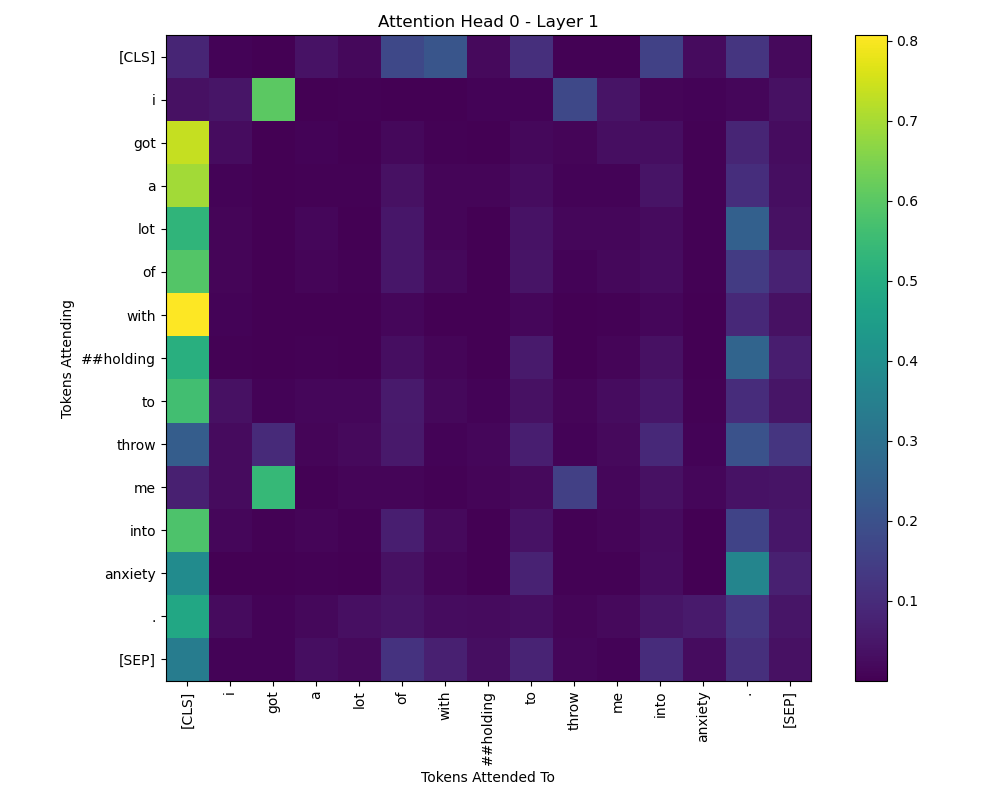 Attention Head 0 - Layer 1
Tokens Attending
[CLS]
i
got
a
lot
of
with
##holding
to
throw
me
into
anxiety
.
[SEP]
[CLS]
i
got
a
lot
of
with
##holding
to
throw
me
into
anxiety
.
[SEP]
Tokens Attended To
0.8
0.7
0.6
0.5
0.4
0.3
0.2
0.1